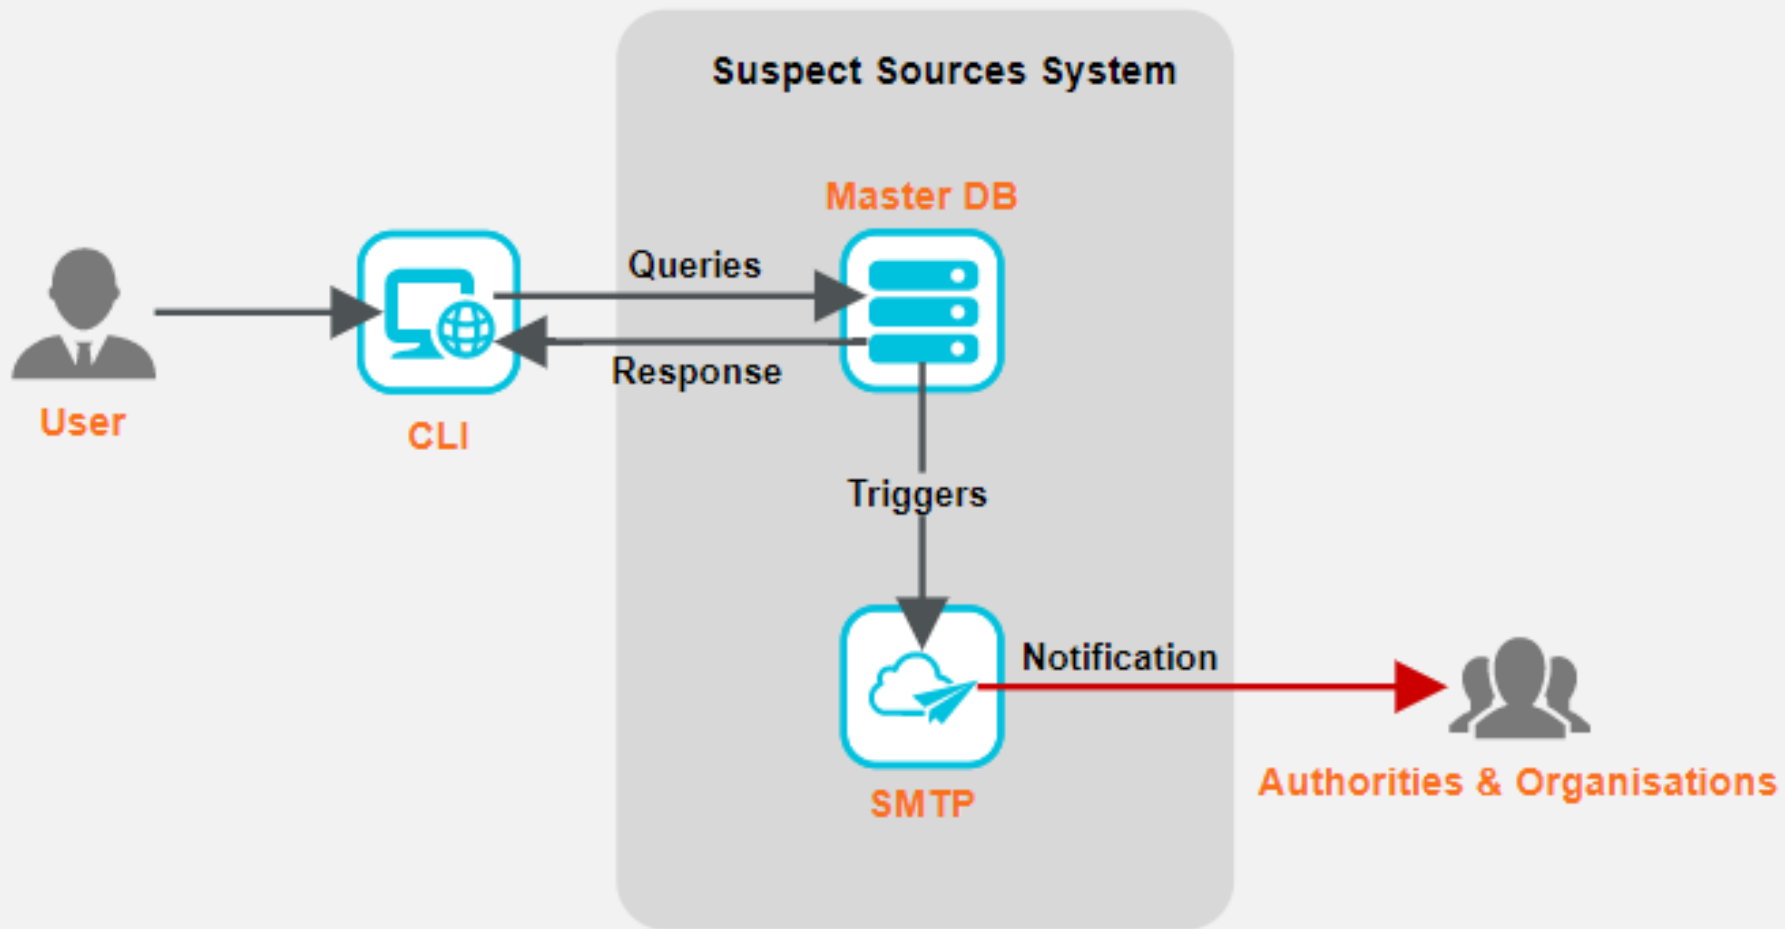 Suspect Sources System
Master DB
Queries
Response
User
CLI
Triggers
Notification
SMTP
Authorities & Organisations